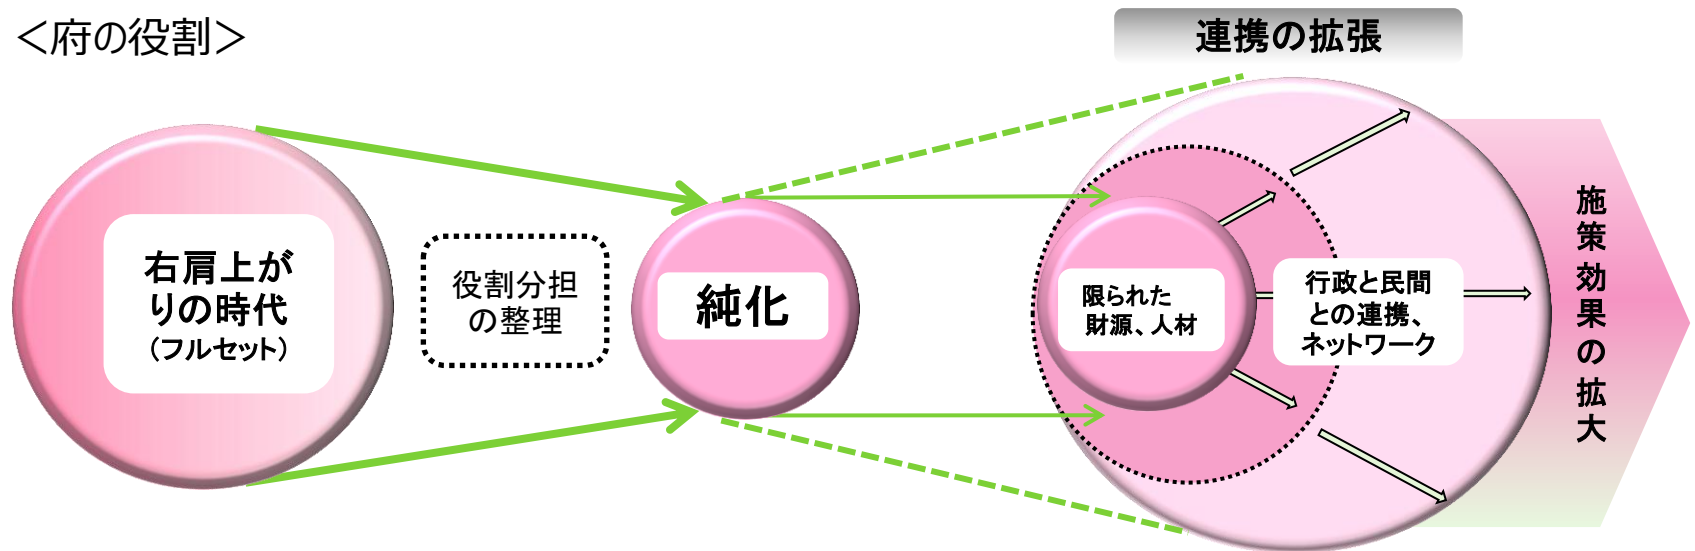 ＜府の役割＞
連携の拡張
右肩上が
りの時代
（フルセット）
役割分担
の整理
純化
限られた
財源、人材
行政と民間
との連携、
ネットワーク
施策効果の拡大